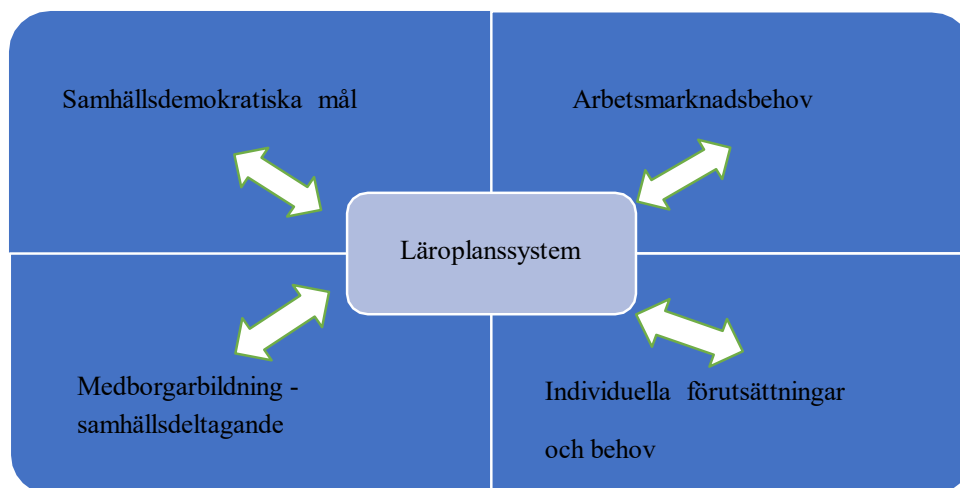 Samhällsdemokratiska mål
Arbetsmarknadsbehov
Läroplanssystem
Medborgarbildning -
samhällsdeltagande
Individuella förutsättningar
och behov